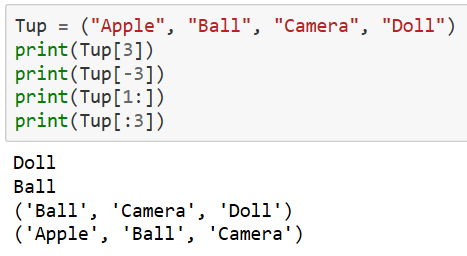 Tup = ("Apple", "Ball", "Camera", "Doll")
print(Tup[3])
print(Tup[-3])
print(Tup[1:])
print(Tup[:3])
Doll
Ball
('Ball', 'Camera', 'Doll')
('Apple', 'Ball', 'Camera')